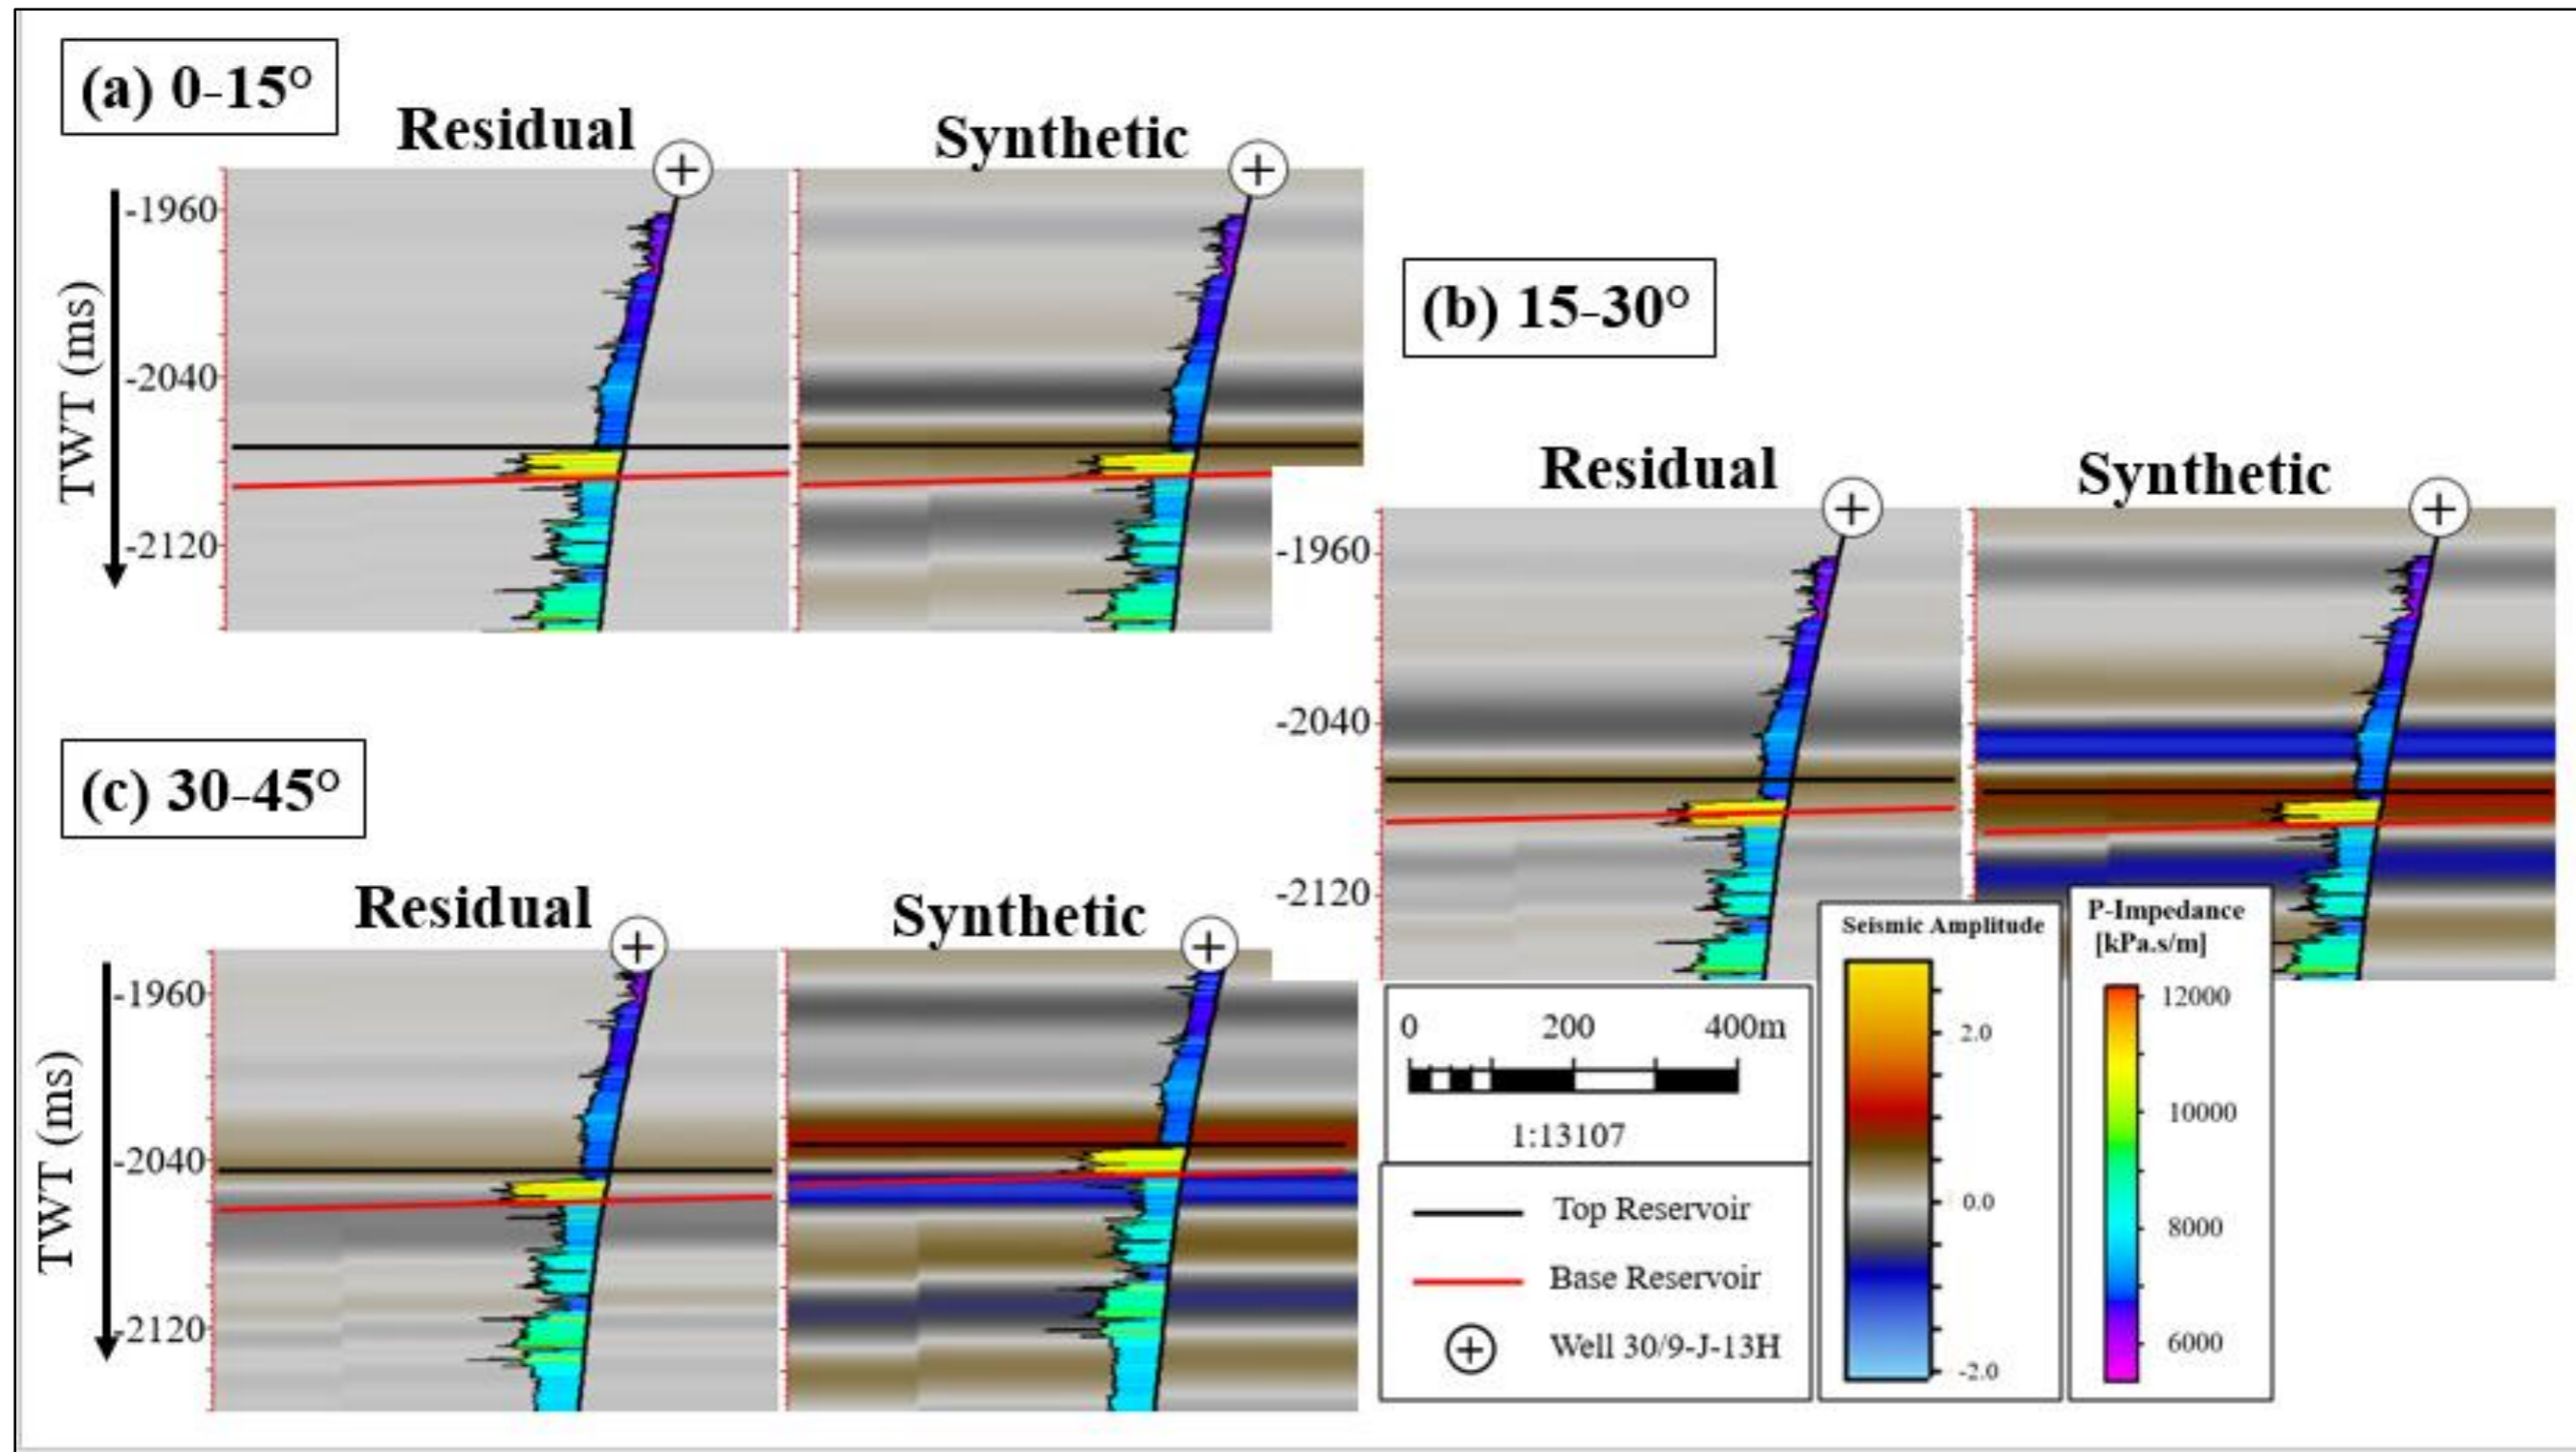 (a) 0-15°
Residual
Synthetic
-1960
-2040
-2120
TWT (ms)
(b) 15-30°
Residual
Synthetic
-1960
-2040
-2120
(c) 30-45°
Residual
Synthetic
-1960
-2040
-2120
TWT (ms)
0 200 400m
1:13107
Top Reservoir
Base Reservoir
Well 30/9-J-13H
Seismic Amplitude
2.0
0.0
-2.0
P-Impedance
[kPa.s/m]
12000
10000
8000
6000